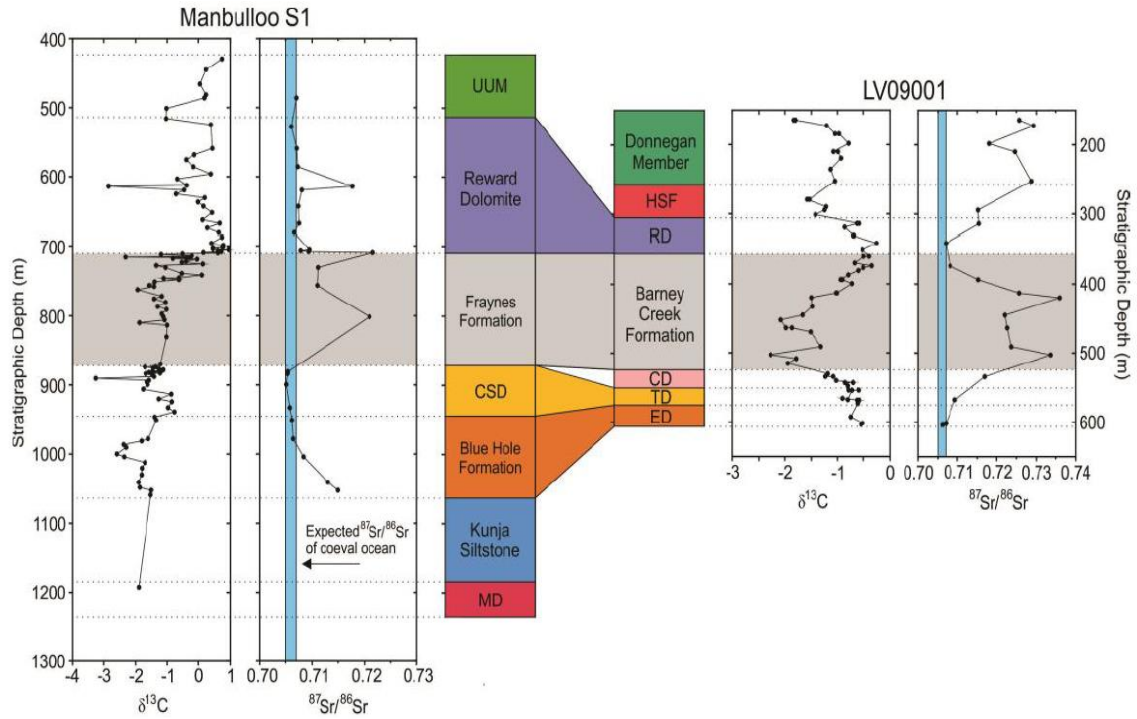 Manbulloo S1
Stratigraphic Depth (m)
400
500
600
700
800
900
1000
1100
1200
1300
-4 -3 -2 -1 0 1
δ¹³C
Expected ⁸⁷Sr/⁸⁶Sr
of coeval ocean
0.70 0.71 0.72 0.73
⁸⁷Sr/⁸⁶Sr
UUM
Reward
Dolomite
Fraynes
Formation
CSD
Blue Hole
Formation
Kunja
Siltstone
MD
Donnegan
Member
HSF
RD
Barney
Creek
Formation
CD
TD
ED
LV09001
-3 -2 -1 0
δ¹³C
0.70 0.71 0.72 0.73 0.74
⁸⁷Sr/⁸⁶Sr
200
300
400
500
600
Stratigraphic Depth (m)